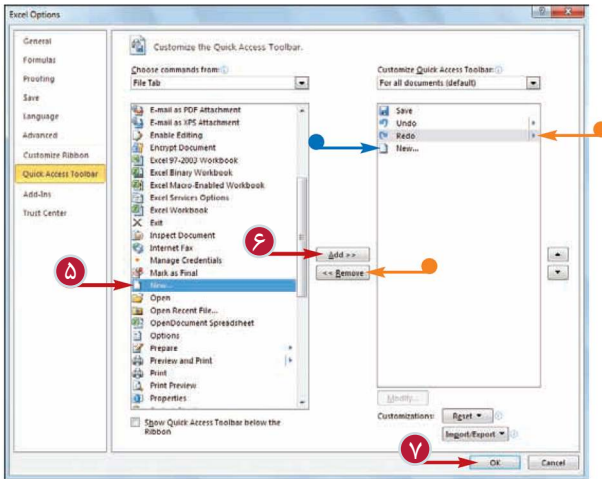 Excel Options
General
Formulas
Proofing
Save
Language
Advanced
Customize Ribbon
Quick Access Toolbar
Add-Ins
Trust Center
Customize the Quick Access Toolbar.
Choose commands from:
File Tab
E-mail as PDF Attachment
E-mail as XPS Attachment
Enable Editing
Encrypt Document
Excel 97-2003 Workbook
Excel Binary Workbook
Excel Macro-Enabled Workbook
Excel Services Options
Excel Workbook
Exit
Inspect Document
Internet Fax
Manage Credentials
Mark as Final
New...
Open
Open Recent File...
OpenDocument Spreadsheet
Options
Prepare
Preview and Print
Print
Print Preview
Properties
Show Quick Access Toolbar below the
Ribbon
۵
۶
Add >>
<< Remove
Customize Quick Access Toolbar:
For all documents (default)
Save
Undo
Redo
New...
Modify...
Customizations:
Reset
Import/Export
۷
OK
Cancel